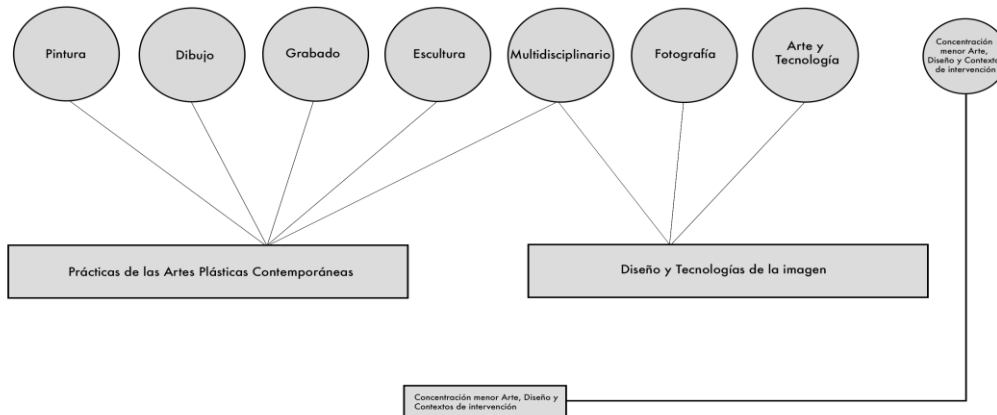 Pintura
Dibujo
Grabado
Escultura
Multidisciplinario
Fotografía
Arte y
Tecnología
Concentración
menor Arte,
Diseño y Contextos
de intervención
Prácticas de las Artes Plásticas Contemporáneas
Diseño y Tecnologías de la imagen
Concentración menor Arte, Diseño y
Contextos de intervención